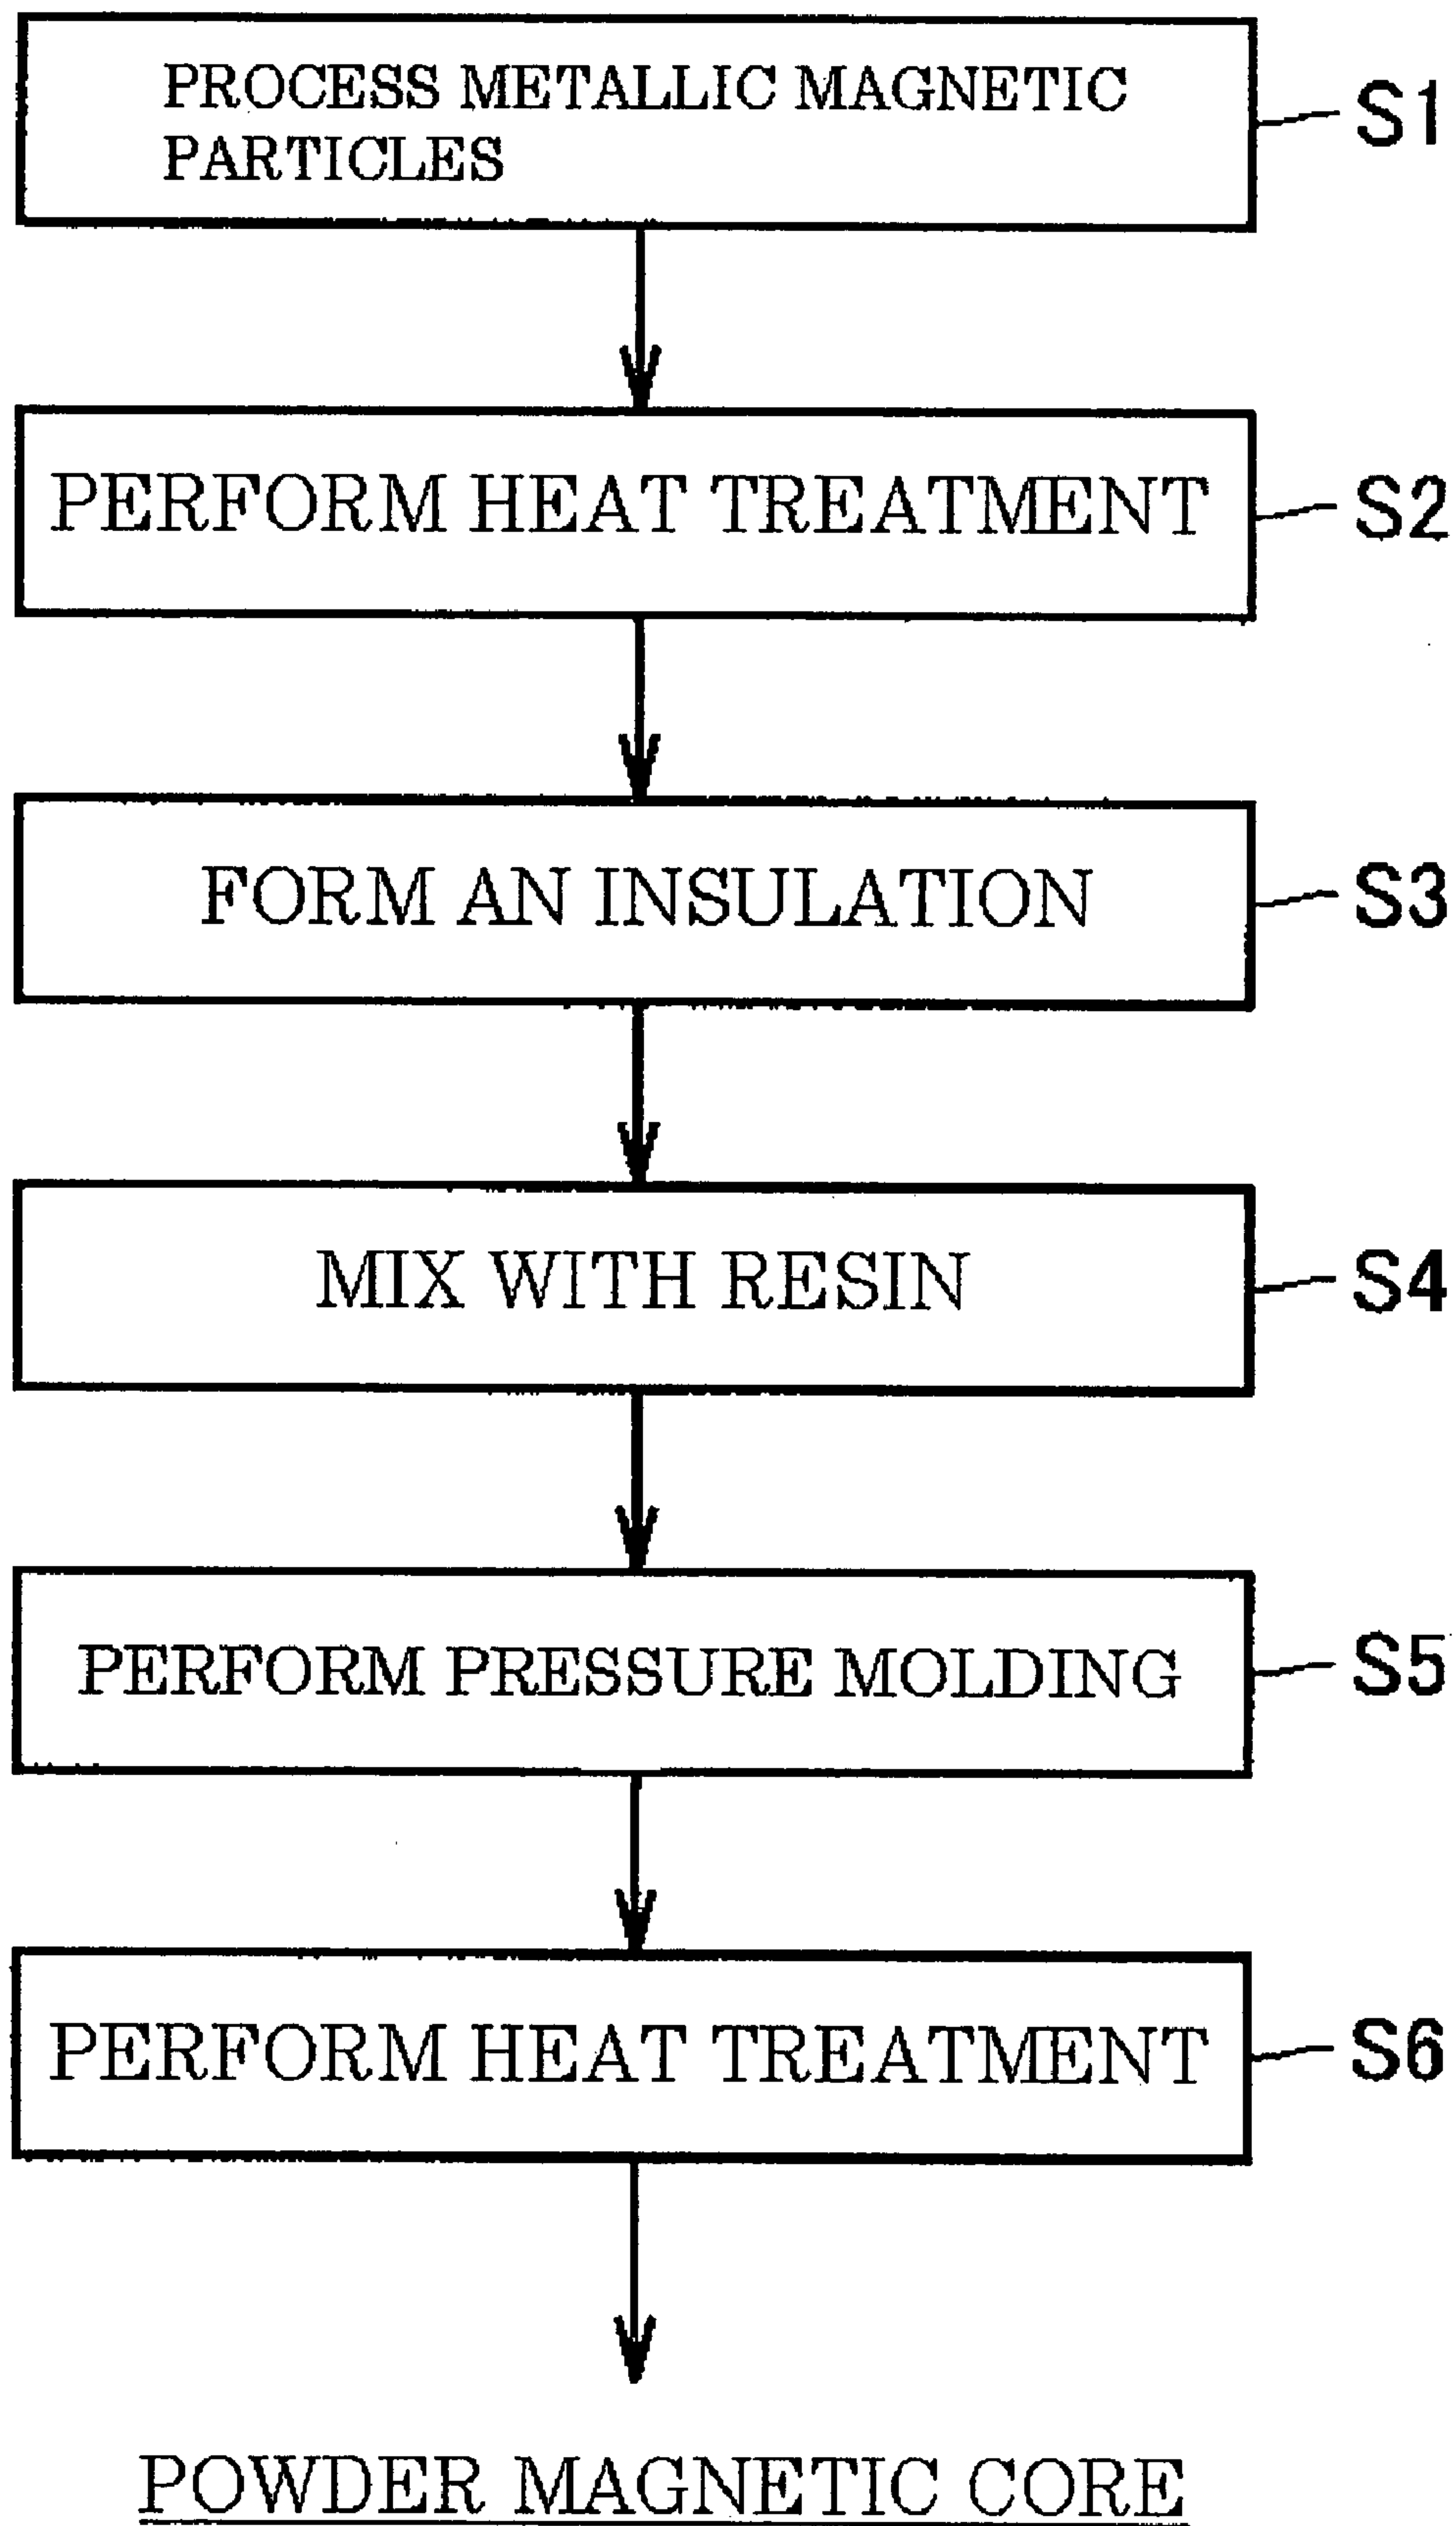 PROCESS METALLIC MAGNETIC
PARTICLES
S1
PERFORM HEAT TREATMENT
S2
FORM AN INSULATION
S3
MIX WITH RESIN
S4
PERFORM PRESSURE MOLDING
S5
PERFORM HEAT TREATMENT
S6
POWDER MAGNETIC CORE